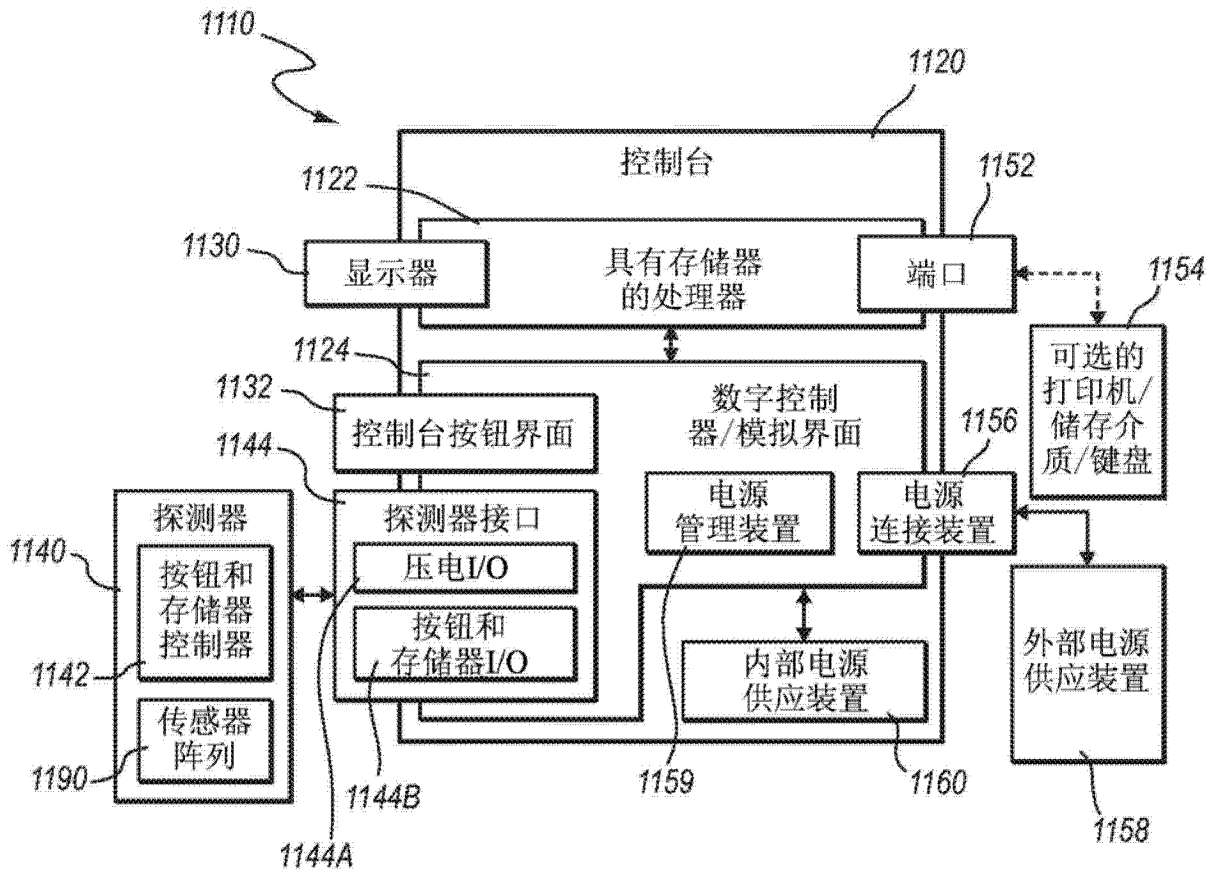 1110
1120
控制台
1122
1152
1130
显示器
具有存储器
的处理器
端口
1154
可选的
打印机/
储存介
质/键盘
1124
1132
控制台按钮界面
数字控制
器/模拟界面
1156
1144
电源
管理装置
电源
连接装置
探测器
探测器接口
1140
按钮和
存储器
控制器
压电I/O
按钮和
存储器I/O
1142
内部电源
供应装置
外部电源
供应装置
传感器
阵列
1190
1144B
1159
1160
1144A
1158